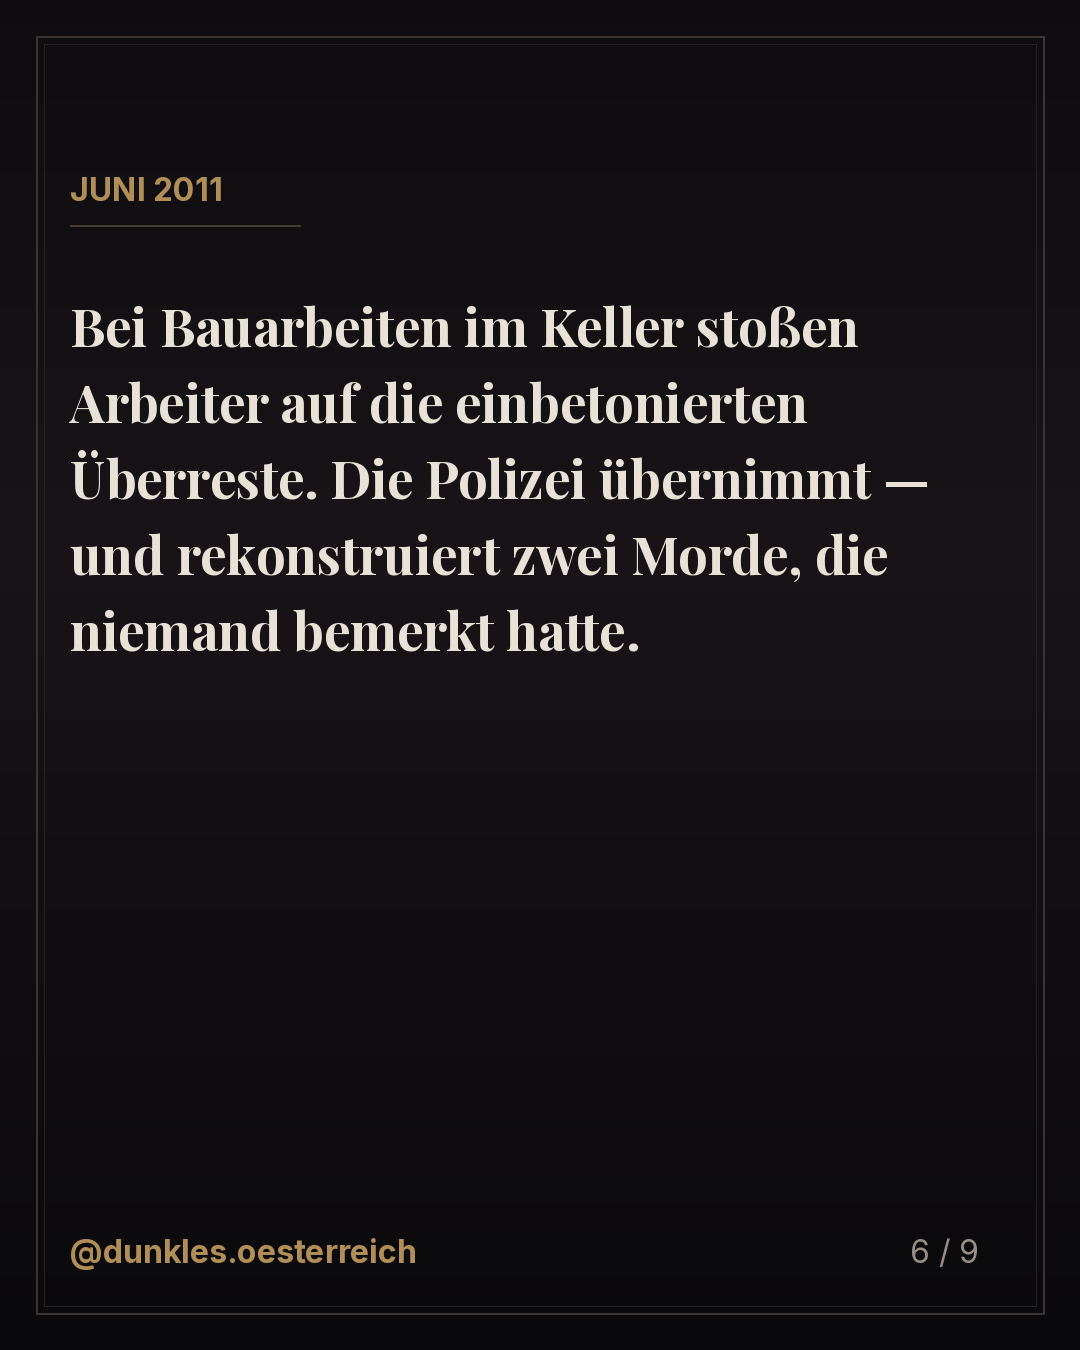 JUNI 2011
Bei Bauarbeiten im Keller stoßen
Arbeiter auf die einbetonierten
Überreste. Die Polizei übernimmt —
und rekonstruiert zwei Morde, die
niemand bemerkt hatte.
@dunkles.oesterreich
6 / 9